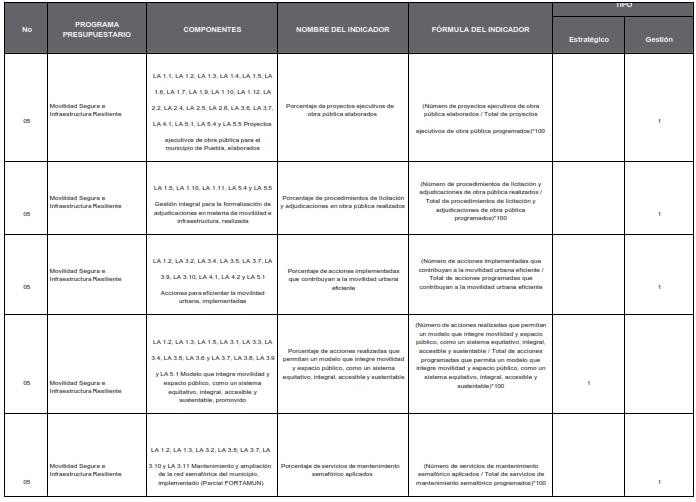 TIPO
No
PROGRAMA
PRESUPUESTARIO
COMPONENTES
NOMBRE DEL INDICADOR
FÓRMULA DEL INDICADOR
Estratégico
Gestión
05
Movilidad Segura e
Infraestructura Resiliente
LA 1.1, LA 1.2, LA 1.3, LA 1.4, LA 1.5, LA
1.6, LA 1.7, LA 1.9, LA 1.10, LA 1.12, LA
2.2, LA 2.4, LA 2.5, LA 2.6, LA 3.6, LA 3.7,
LA 4.1, LA 5.1, LA 5.4 y LA 5.5 Proyectos
ejecutivos de obra pública para el
municipio de Puebla, elaborados
Porcentaje de proyectos ejecutivos de
obra pública elaborados
(Número de proyectos ejecutivos de obra
pública elaborados / Total de proyectos
ejecutivos de obra pública programados)*100
1
05
Movilidad Segura e
Infraestructura Resiliente
LA 1.5, LA 1.10, LA 1.11, LA 5.4 y LA 5.5
Gestión integral para la formalización de
adjudicaciones en materia de movilidad e
infraestructura, realizada
Porcentaje de procedimientos de licitación
y adjudicaciones en obra pública realizados
(Número de procedimientos de licitación y
adjudicaciones de obra pública realizados /
Total de procedimientos de licitación y
adjudicaciones de obra pública
programados)*100
1
05
Movilidad Segura e
Infraestructura Resiliente
LA 1.2, LA 3.2, LA 3.4, LA 3.5, LA 3.7, LA
3.9, LA 3.10, LA 4.1, LA 4.2 y LA 5.1
Acciones para eficientar la movilidad
urbana, implementadas
Porcentaje de acciones implementadas
que contribuyan a la movilidad urbana
eficiente
(Número de acciones implementadas que
contribuyan a la movilidad urbana eficiente /
Total de acciones programadas que
contribuyan a la movilidad urbana eficiente
1
05
Movilidad Segura e
Infraestructura Resiliente
LA 1.2, LA 1.3, LA 1.5, LA 3.1, LA 3.3, LA
3.4, LA 3.5, LA 3.6 y LA 3.7, LA 3.8, LA 3.9
y LA 5.1 Modelo que integre movilidad y
espacio público, como un sistema
equitativo, integral, accesible y
sustentable, promovido
Porcentaje de acciones realizadas que
permitan un modelo que integre movilidad
y espacio público, como un sistema
equitativo, integral, accesible y sustentable
(Número de acciones realizadas que permitan
un modelo que integre movilidad y espacio
público, como un sistema equitativo, integral,
accesible y sustentable / Total de acciones
programadas que permita un modelo que
integre movilidad y espacio público, como un
sistema equitativo, integral, accesible y
sustentable)*100
1
05
Movilidad Segura e
Infraestructura Resiliente
LA 1.2, LA 1.3, LA 3.2, LA 3.5, LA 3.7, LA
3.10 y LA 3.11 Mantenimiento y ampliación
de la red semafórica del municipio,
implementado (Parcial FORTAMUN)
Porcentaje de servicios de mantenimiento
semafórico aplicados
(Número de servicios de mantenimiento
semafórico aplicados / Total de servicios de
mantenimiento semafórico programados)*100
1